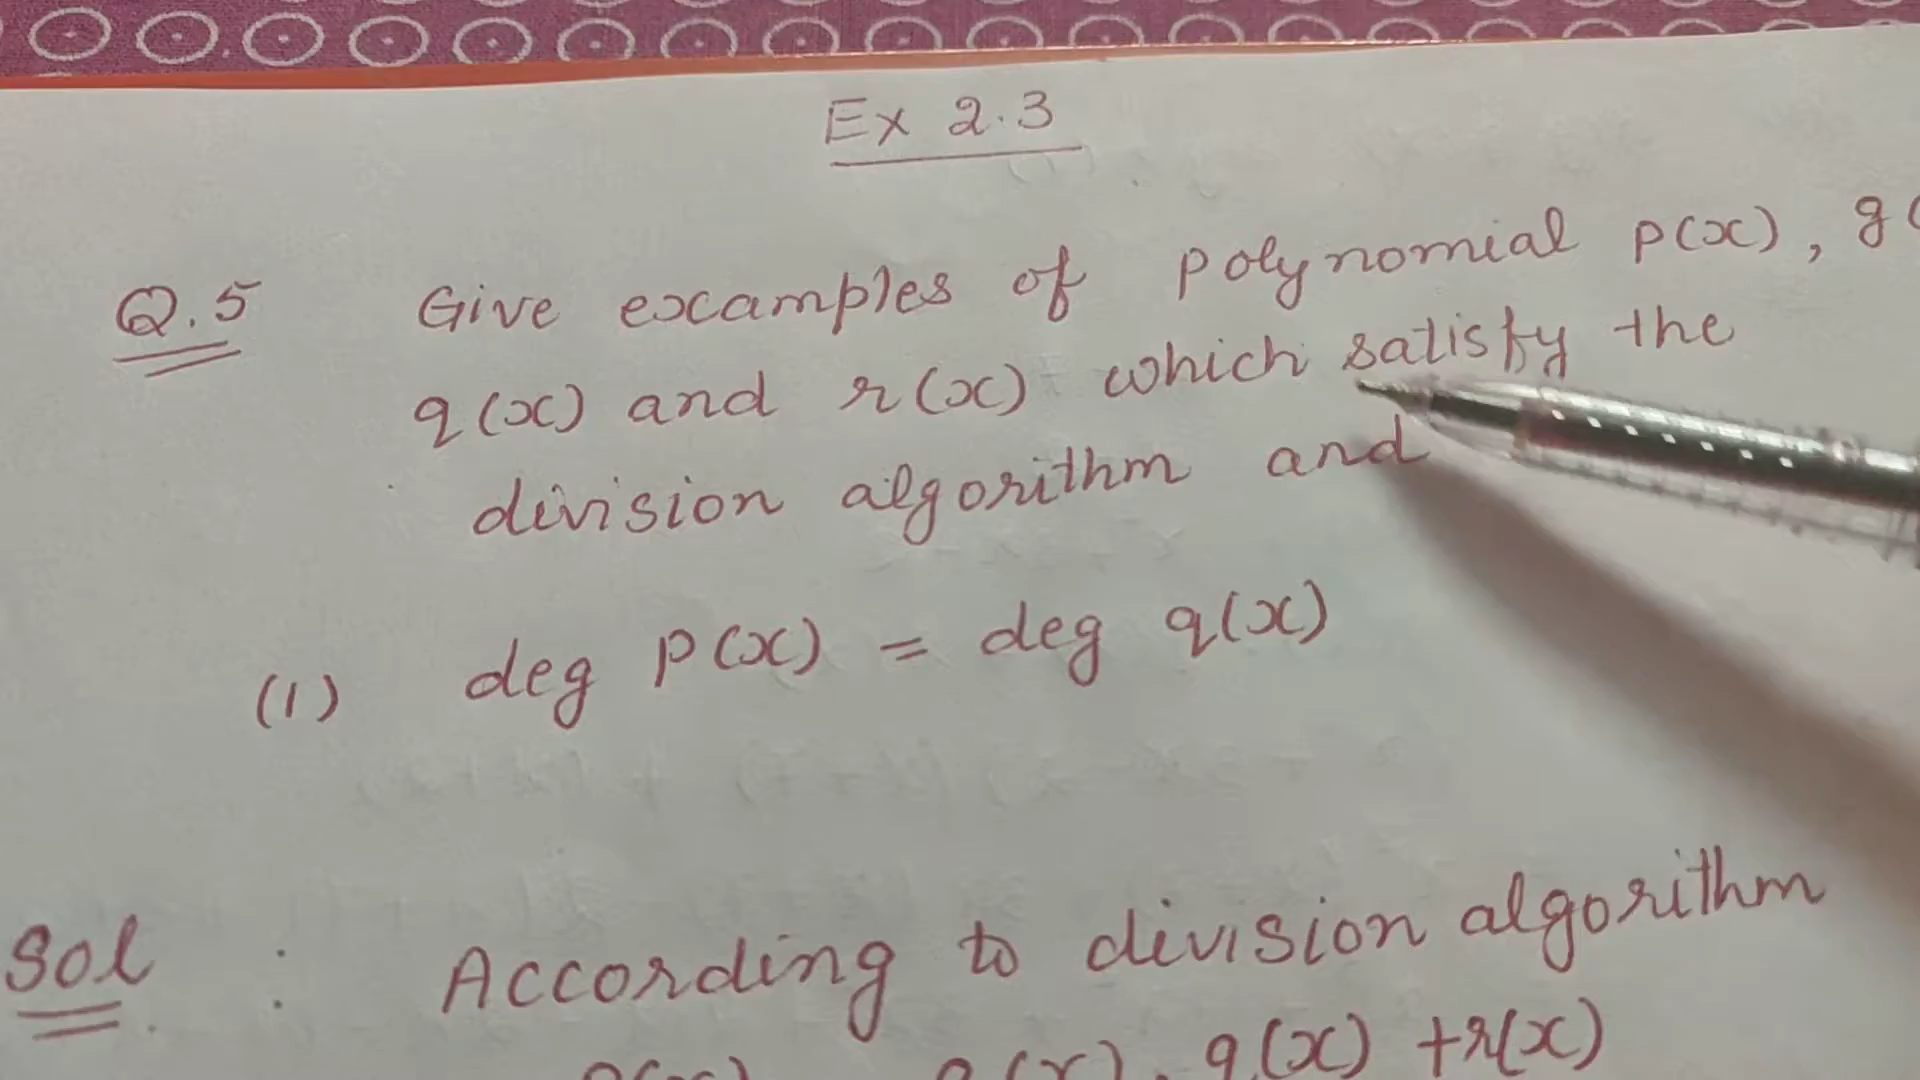 Ex 2.3
Q.5 Give examples of polynomial p(x), g(
q(x) and r(x) which satisfy the
division algorithm and
(1) deg p(x) = deg q(x)
Sol : According to division algorithm
q(x) +r(x)